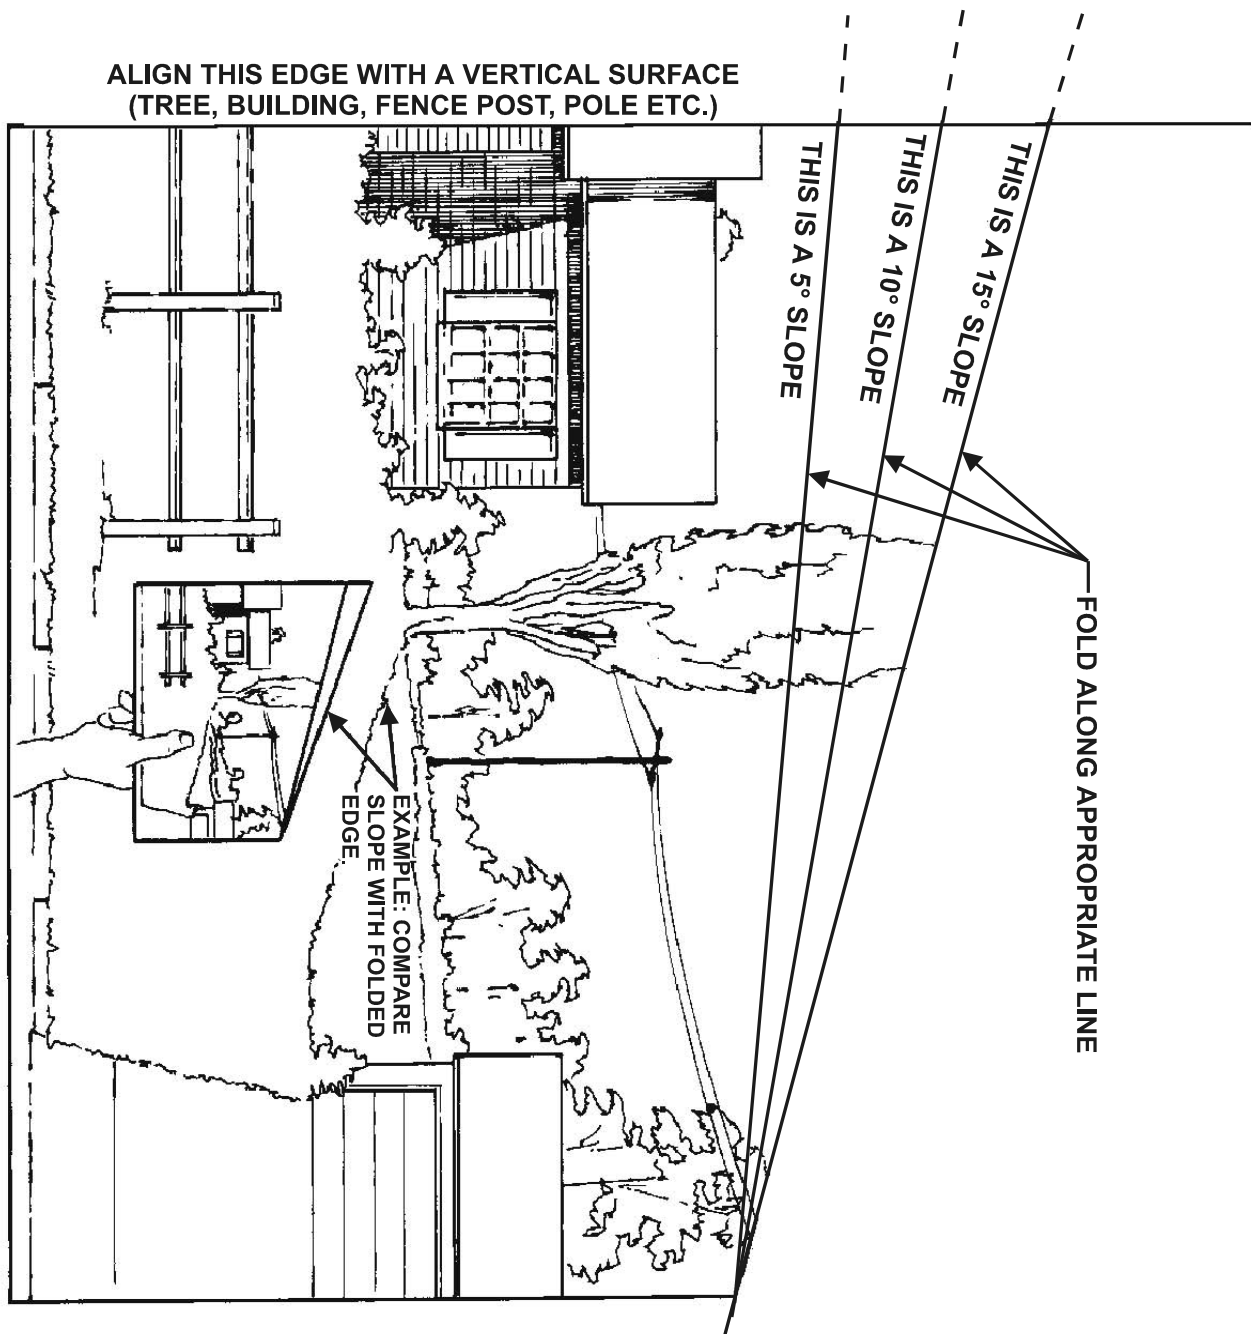 ALIGN THIS EDGE WITH A VERTICAL SURFACE
(TREE, BUILDING, FENCE POST, POLE ETC.)
THIS IS A 5° SLOPE
THIS IS A 10° SLOPE
THIS IS A 15° SLOPE
FOLD ALONG APPROPRIATE LINE
EXAMPLE: COMPARE
SLOPE WITH FOLDED
EDGE.